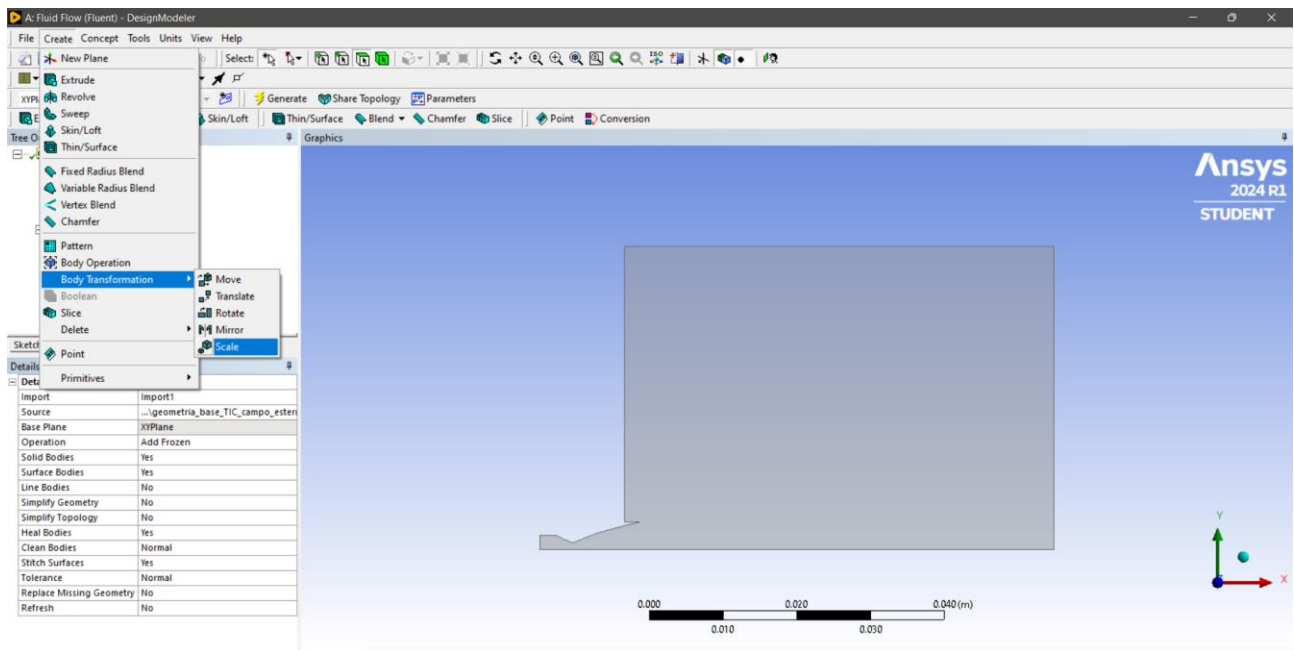 A: Fluid Flow (Fluent) - DesignModeler
File Create Concept Tools Units View Help
New Plane
Select:
Extrude
Revolve
Generate Share Topology Parameters
Sweep
Skin/Loft Thin/Surface Blend Chamfer Slice Point Conversion
Skin/Loft
Graphics
Thin/Surface
Fixed Radius Blend
Variable Radius Blend
Vertex Blend
Chamfer
Pattern
Body Operation
Body Transformation
Move
Boolean
Translate
Slice
Rotate
Delete
Mirror
Point
Scale
Primitives
Details
Import Import1
Source ...\geometria_base_TIC_campo_estern
Base Plane XYPlane
Operation Add Frozen
Solid Bodies Yes
Surface Bodies Yes
Line Bodies No
Simplify Geometry No
Simplify Topology No
Heal Bodies Yes
Clean Bodies Normal
Stitch Surfaces Yes
Tolerance Normal
Replace Missing Geometry No
Refresh No
Ansys
2024 R1
STUDENT
Y
X
0.000 0.020 0.040 (m)
0.010 0.030